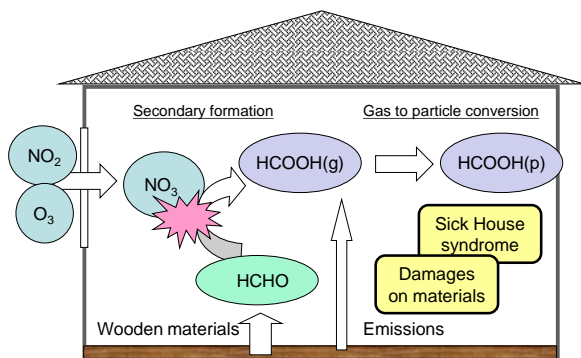 Secondary formation
Gas to particle conversion
NO₂
O₃
NO₃
HCOOH(g)
HCOOH(p)
HCHO
Sick House
syndrome
Damages
on materials
Wooden materials
Emissions